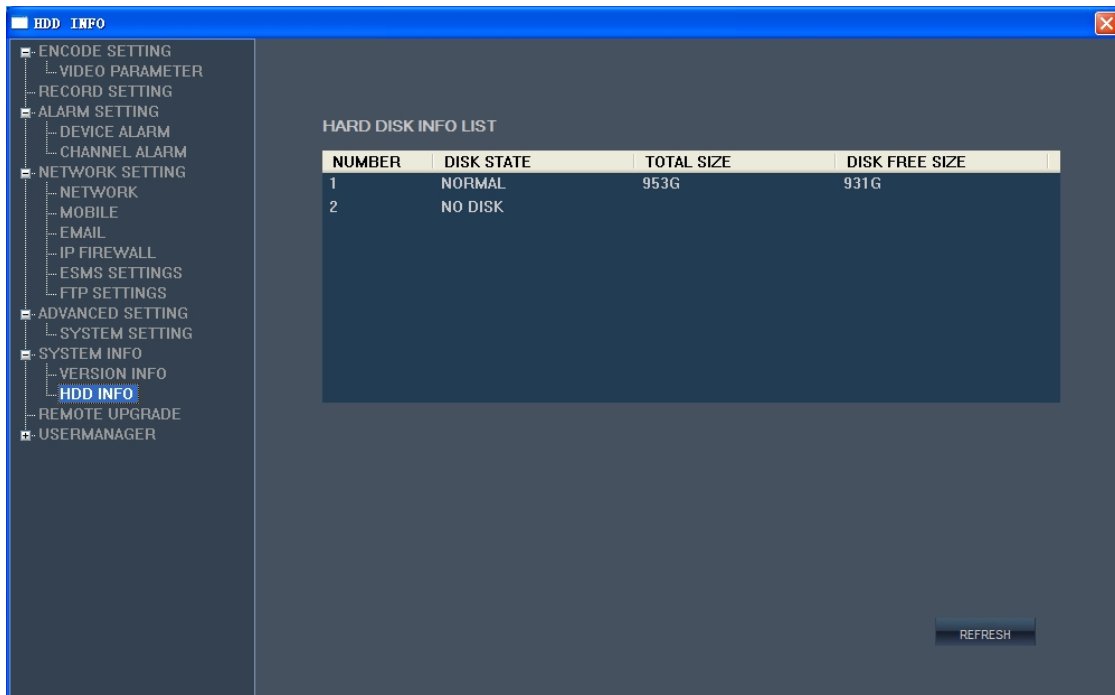 HDD INFO
ENCODE SETTING
VIDEO PARAMETER
RECORD SETTING
ALARM SETTING
DEVICE ALARM
CHANNEL ALARM
NETWORK SETTING
NETWORK
MOBILE
EMAIL
IP FIREWALL
ESMS SETTINGS
FTP SETTINGS
ADVANCED SETTING
SYSTEM SETTING
SYSTEM INFO
VERSION INFO
HDD INFO
REMOTE UPGRADE
USERMANAGER
HARD DISK INFO LIST
NUMBER DISK STATE TOTAL SIZE DISK FREE SIZE
1 NORMAL 953G 931G
2 NO DISK
REFRESH